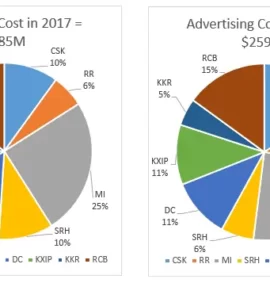 Cost in 2017 =
85M
CSK
10%
RR
6%
MI
25%
SRH
10%
DC KXIP KKR RCB
Advertising Co
$259
RCB
15%
KKR
5%
KXIP
11%
DC
11%
SRH
6%
CSK RR MI SRH